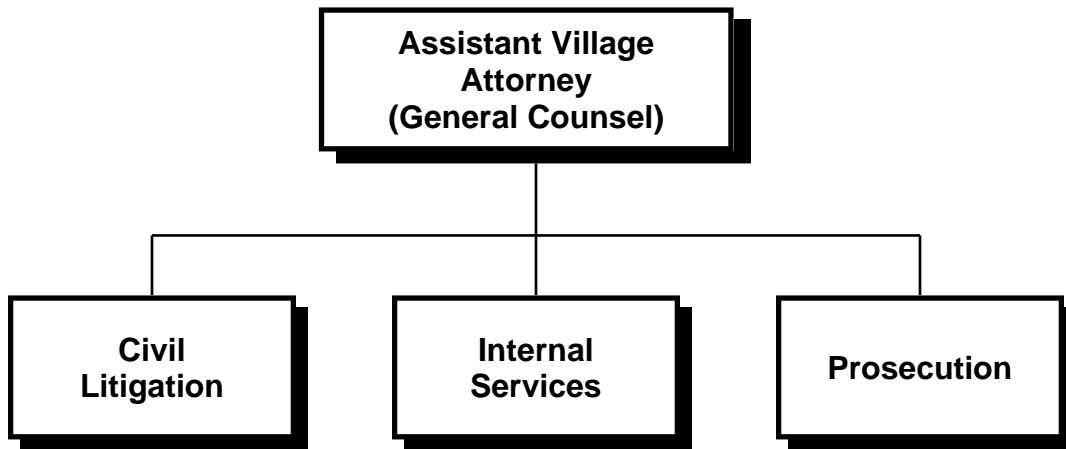 Assistant Village
Attorney
(General Counsel)
Civil
Litigation
Internal
Services
Prosecution